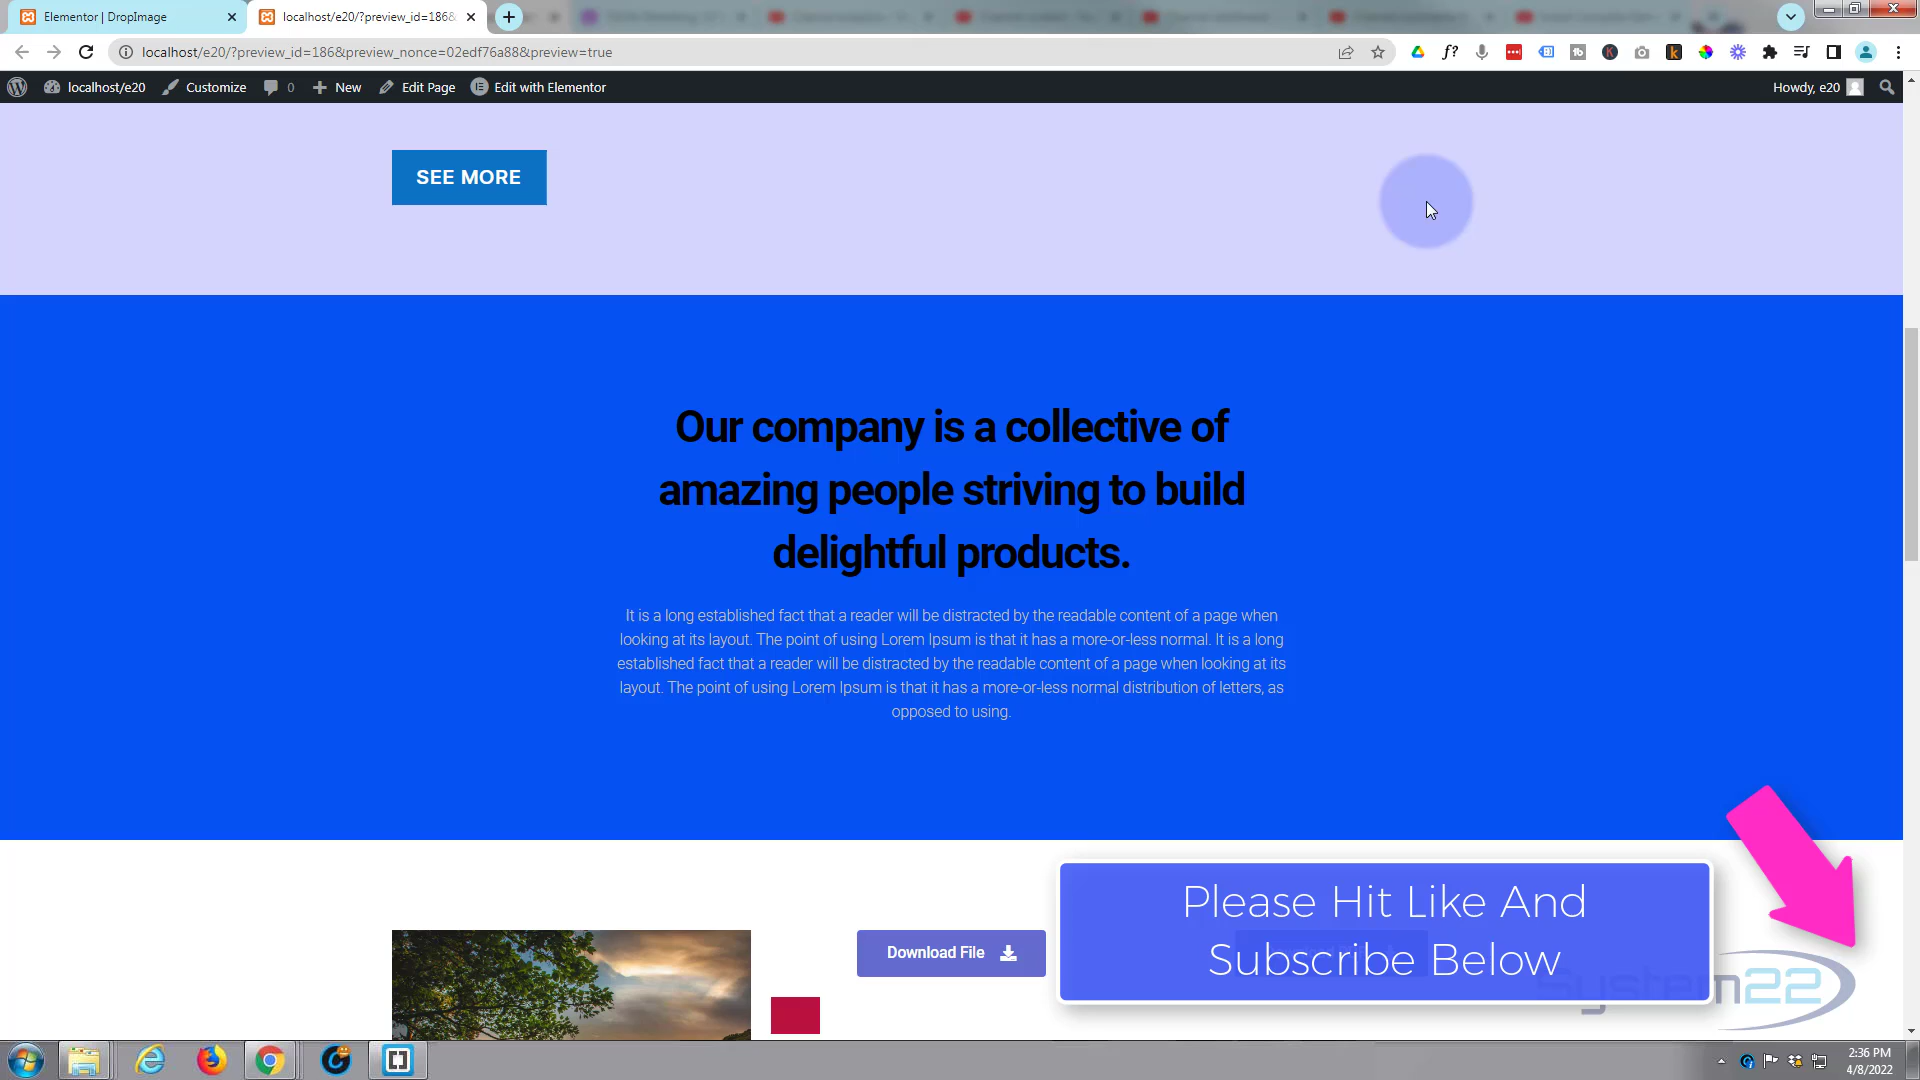 Elementor | DropImage
localhost/e20/?preview_id=186&
localhost/e20/?preview_id=186&preview_nonce=02edf76a88&preview=true
localhost/e20
Customize
0
New
Edit Page
Edit with Elementor
Howdy, e20
SEE MORE
Our company is a collective of
amazing people striving to build
delightful products.
It is a long established fact that a reader will be distracted by the readable content of a page when
looking at its layout. The point of using Lorem Ipsum is that it has a more-or-less normal. It is a long
established fact that a reader will be distracted by the readable content of a page when looking at its
layout. The point of using Lorem Ipsum is that it has a more-or-less normal distribution of letters, as
opposed to using.
Download File
Please Hit Like And
Subscribe Below
System22
2:36 PM
4/8/2022